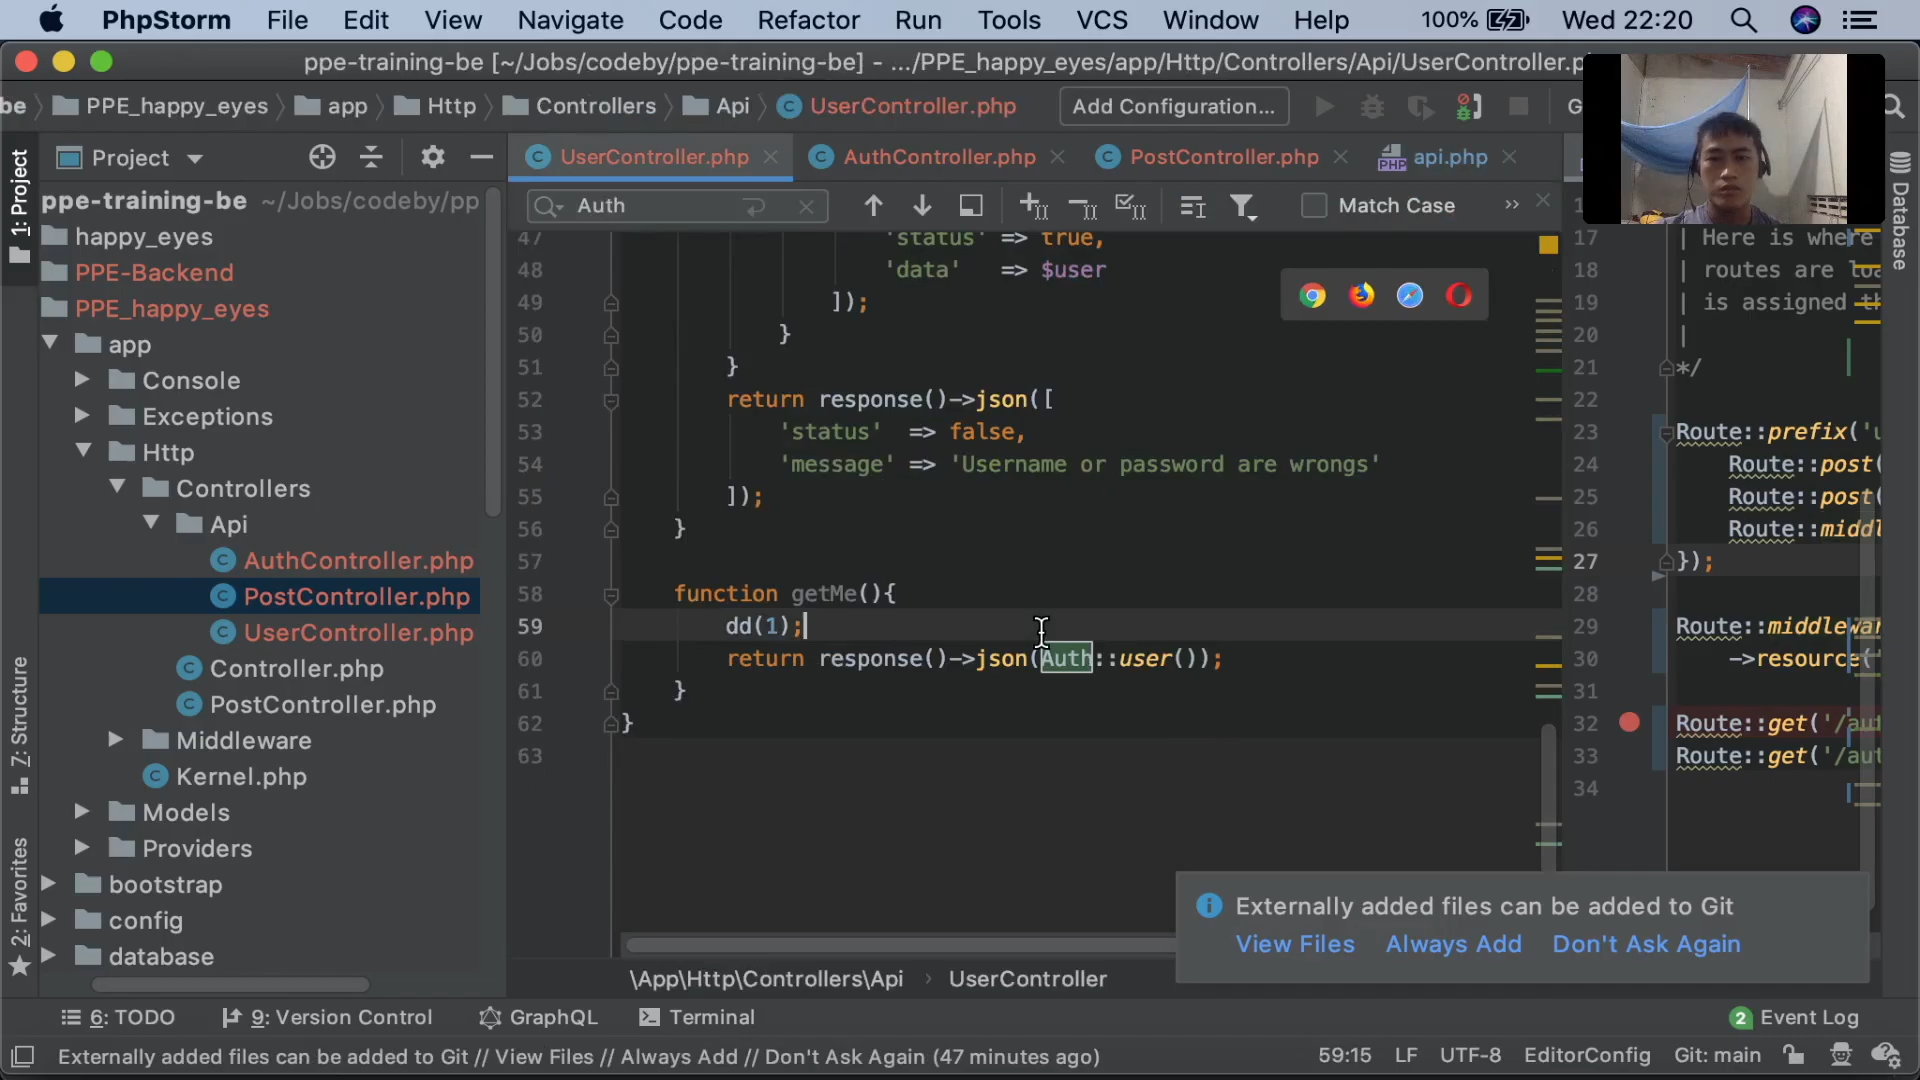 PhpStorm File Edit View Navigate Code Refactor Run Tools VCS Window Help 100% Wed 22:20
ppe-training-be [~/Jobs/codeby/ppe-training-be] - .../PPE_happy_eyes/app/Http/Controllers/Api/UserController.p
be PPE_happy_eyes app Http Controllers Api UserController.php Add Configuration... G
1: Project
Project
UserController.php AuthController.php PostController.php api.php
Auth Match Case
ppe-training-be ~/Jobs/codeby/pp
happy_eyes
PPE-Backend
PPE_happy_eyes
app
Console
Exceptions
Http
Controllers
Api
AuthController.php
PostController.php
UserController.php
Controller.php
PostController.php
Middleware
Kernel.php
Models
Providers
bootstrap
config
database
Z: Structure
2: Favorites
47 'status' => true,
48 'data' => $user
49 ]);
50 }
51 }
52 return response()->json([
53 'status' => false,
54 'message' => 'Username or password are wrongs'
55 ]);
56 }
57
58 function getMe(){
59 dd(1);
60 return response()->json(Auth::user());
61 }
62 }
63
17 | Here is where
18 | routes are loa
19 | is assigned th
20 |
21 */
22
23 Route::prefix('u
24 Route::post(
25 Route::post(
26 Route::middl
27 });
28
29 Route::middlewar
30 ->resource('
31
32 Route::get('/aut
33 Route::get('/aut
34
Database
Externally added files can be added to Git
View Files Always Add Don't Ask Again
\App\Http\Controllers\Api › UserController
6: TODO 9: Version Control GraphQL Terminal 2 Event Log
Externally added files can be added to Git // View Files // Always Add // Don't Ask Again (47 minutes ago) 59:15 LF UTF-8 EditorConfig Git: main